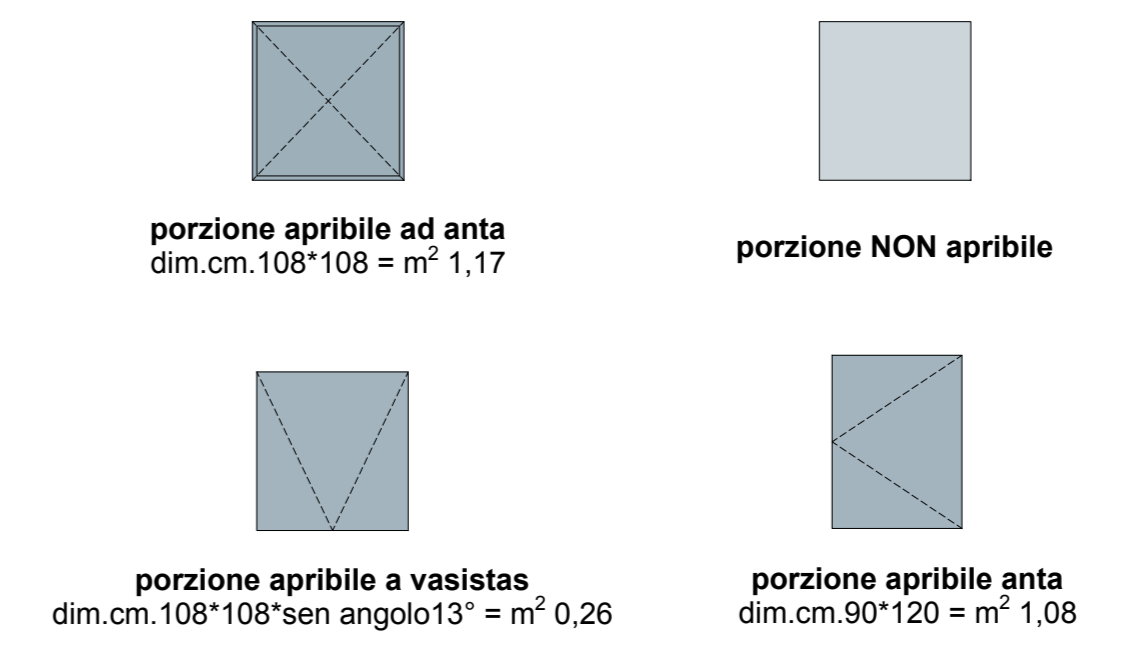 porzione apribile ad anta
dim.cm.108*108 = m² 1,17
porzione NON apribile
porzione apribile a vasistas
dim.cm.108*108*sen angolo13° = m² 0,26
porzione apribile anta
dim.cm.90*120 = m² 1,08